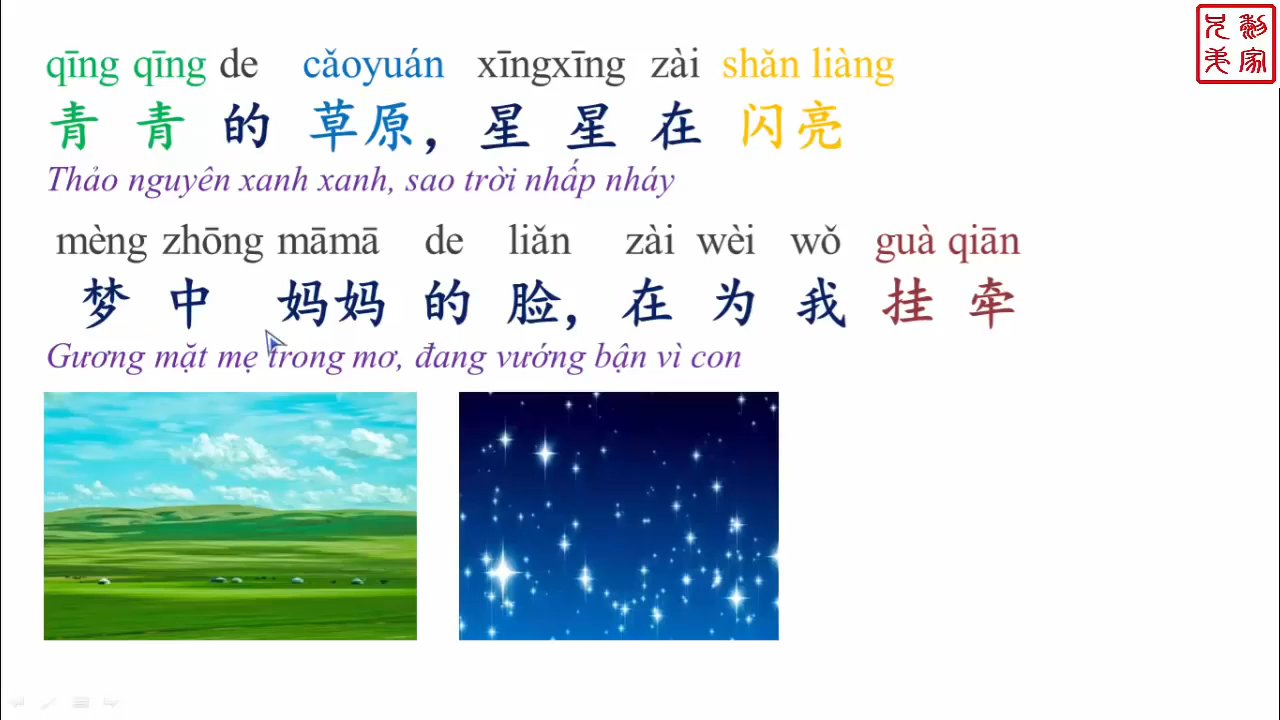 qīng qīng de cǎoyuán xīngxīng zài shǎn liàng
青 青 的 草原，星 星 在 闪亮
Thảo nguyên xanh xanh, sao trời nhấp nháy
mèng zhōng māmā de liǎn zài wèi wǒ guà qiān
梦 中 妈妈 的 脸，在 为 我 挂 牵
Gương mặt mẹ trong mơ, đang vướng bận vì con